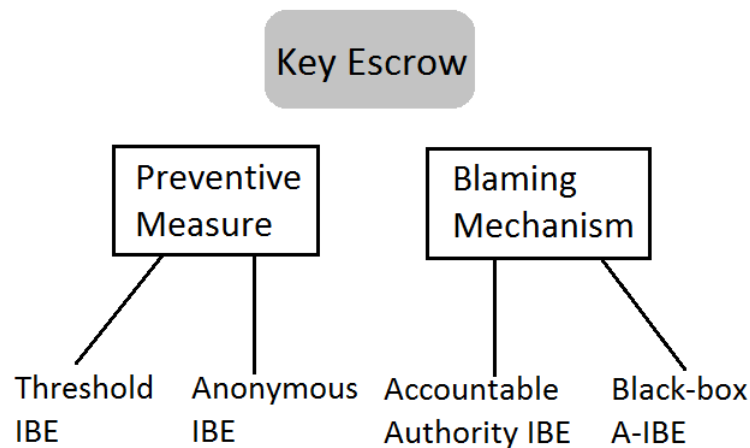 Key Escrow
Preventive
Measure
Blaming
Mechanism
Threshold
IBE
Anonymous
IBE
Accountable
Authority IBE
Black-box
A-IBE